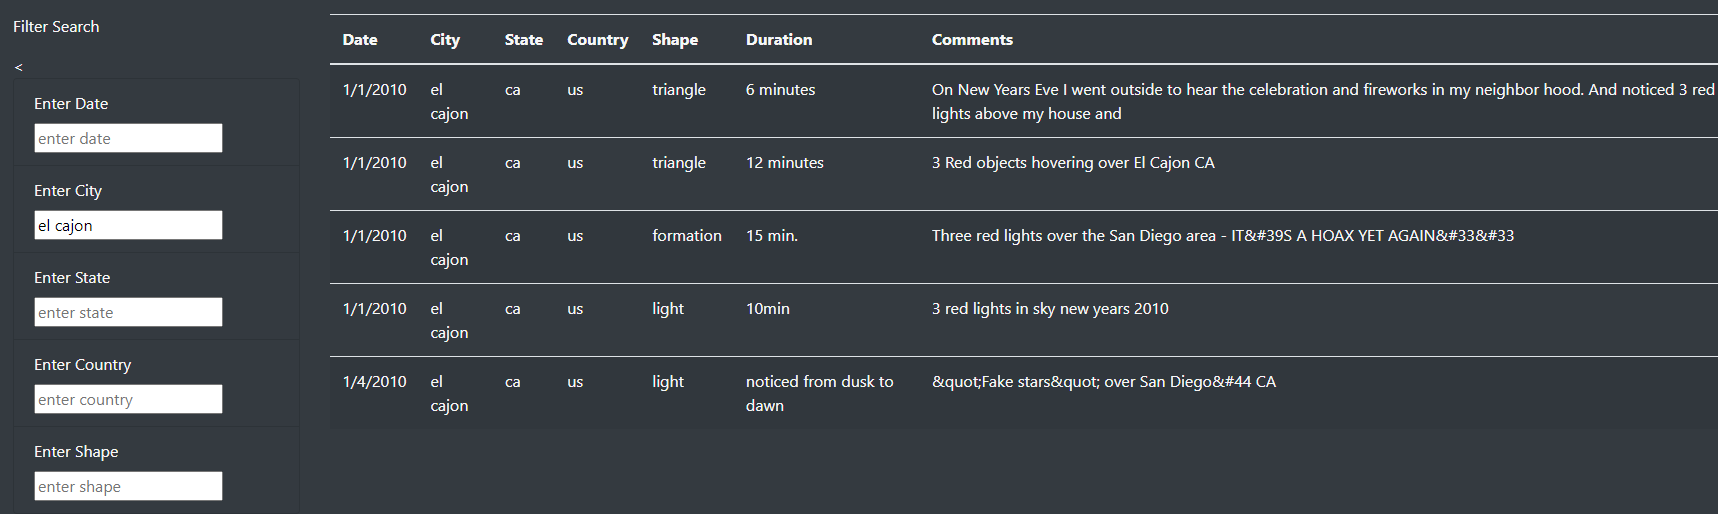 Filter Search
<
Enter Date
enter date
Enter City
el cajon
Enter State
enter state
Enter Country
enter country
Enter Shape
enter shape
Date City State Country Shape Duration Comments
1/1/2010 el ca us triangle 6 minutes On New Years Eve I went outside to hear the celebration and fireworks in my neighbor hood. And noticed 3 red
cajon lights above my house and
1/1/2010 el ca us triangle 12 minutes 3 Red objects hovering over El Cajon CA
cajon
1/1/2010 el ca us formation 15 min. Three red lights over the San Diego area - IT&#39S A HOAX YET AGAIN&#33&#33
cajon
1/1/2010 el ca us light 10min 3 red lights in sky new years 2010
cajon
1/4/2010 el ca us light noticed from dusk to &quot;Fake stars&quot; over San Diego&#44 CA
cajon dawn